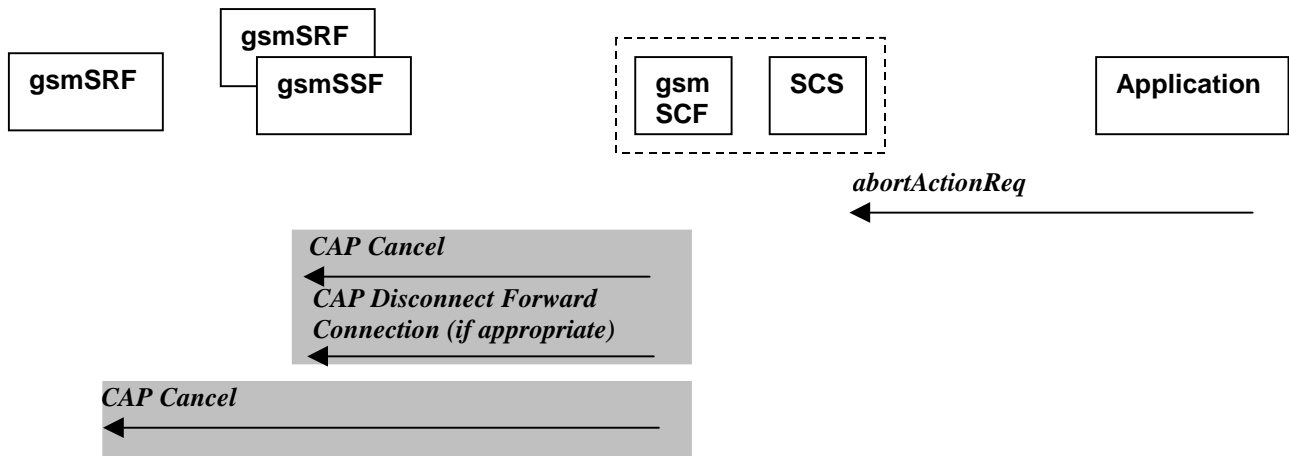 gsmSRF
gsmSRF
gsmSSF
gsm
SCF
SCS
Application
abortActionReq
CAP Cancel
CAP Disconnect Forward
Connection (if appropriate)
CAP Cancel